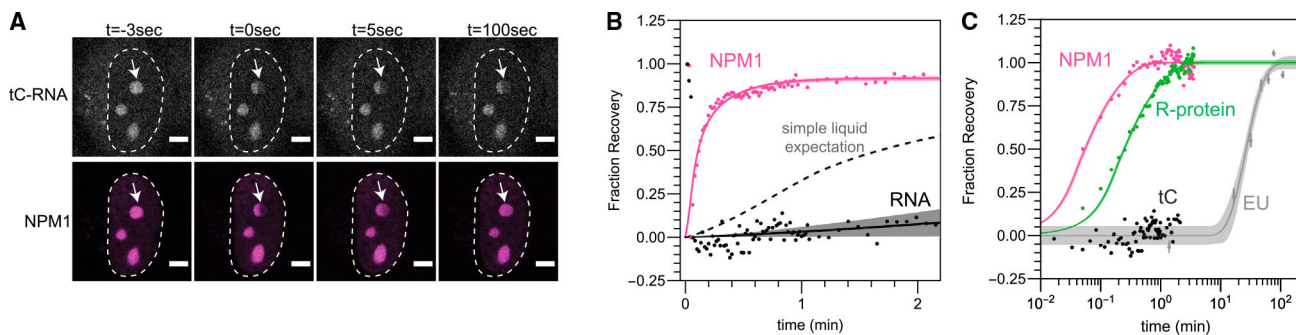 A
t=-3sec t=0sec t=5sec t=100sec
tC-RNA
NPM1
B
1.25
1.00
0.75
0.50
0.25
0.00
−0.25
Fraction Recovery
NPM1
simple liquid
expectation
RNA
0 1 2
time (min)
C
1.25
1.00
0.75
0.50
0.25
0.00
−0.25
Fraction Recovery
NPM1
R-protein
tC
EU
10⁻² 10⁻¹ 10⁰ 10¹ 10²
time (min)